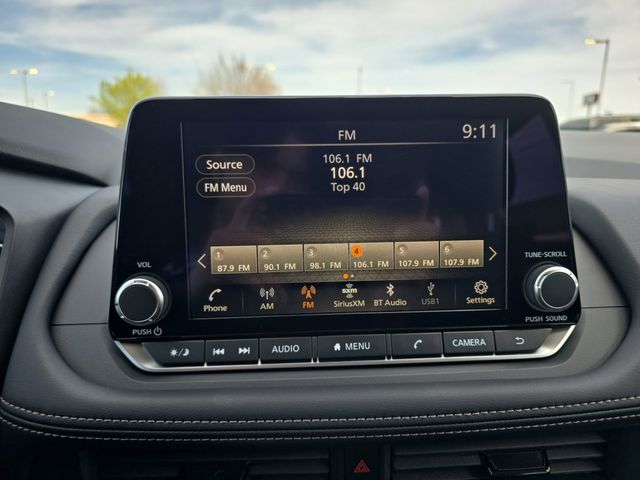 FM 9:11
Source
FM Menu
106.1 FM
106.1
Top 40
1 2 3 4 5 6
87.9 FM 90.1 FM 98.1 FM 106.1 FM 107.9 FM 107.9 FM
Phone AM FM sxm SiriusXM BT Audio USB1 Settings
VOL
PUSH
TUNE·SCROLL
PUSH SOUND
AUDIO MENU CAMERA